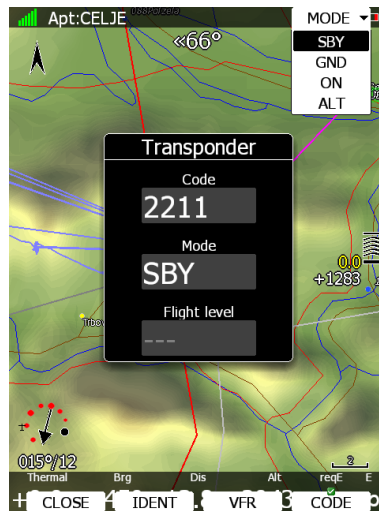 Apt:CELJE
MODE
«66°
SBY
GND
ON
ALT
Transponder
Code
2211
Mode
SBY
Flight level
---
0.0
+1283
015°/12
2
Thermal Brg Dis Alt reqE E
CLOSE IDENT VFR CODE